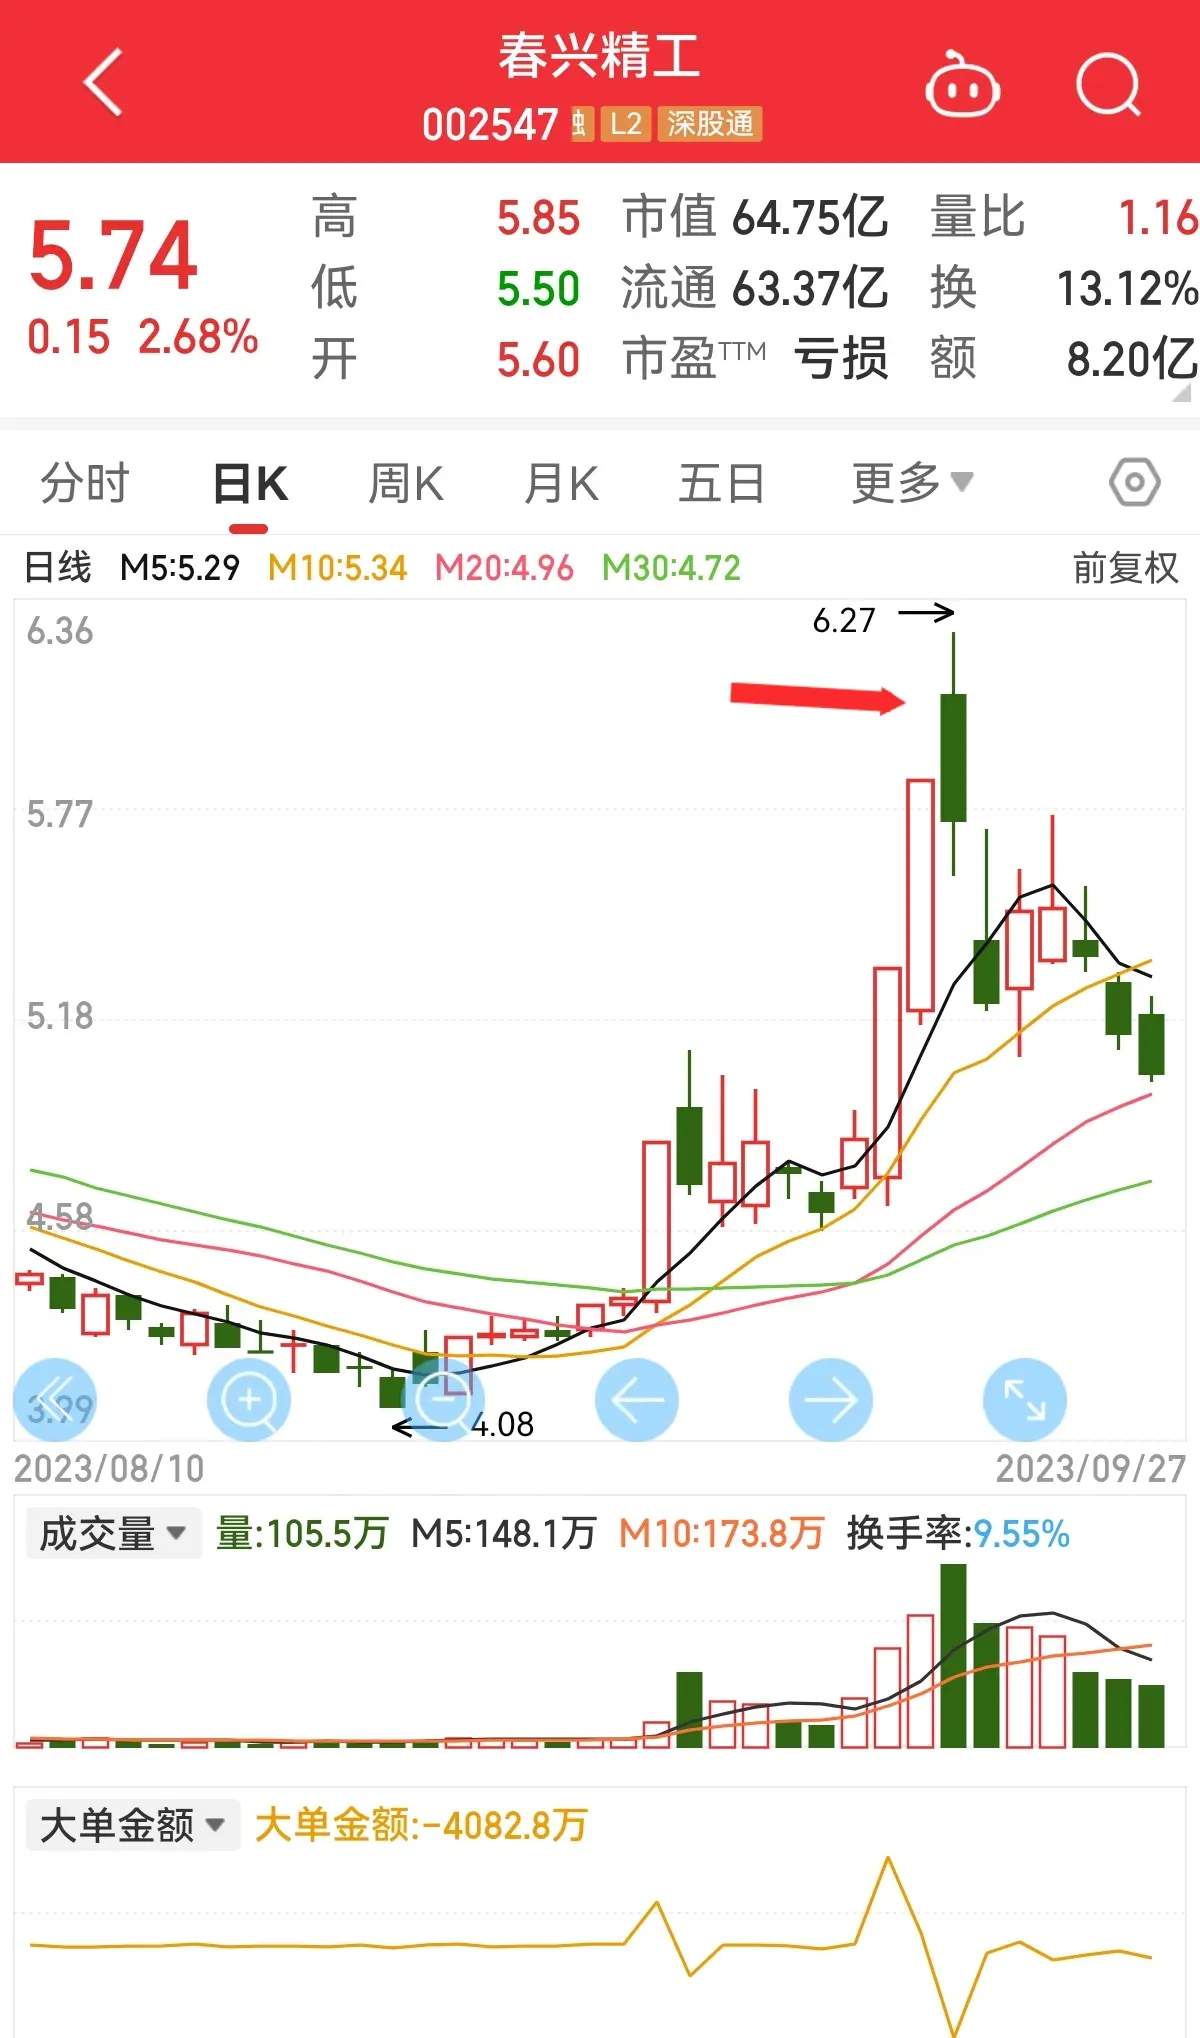 春兴精工
002547 L2 深股通
5.74
0.15 2.68%
高 5.85 市值 64.75亿 量比 1.16
低 5.50 流通 63.37亿 换 13.12%
开 5.60 市盈TTM 亏损 额 8.20亿
分时 日K 周K 月K 五日 更多
日线 M5:5.29 M10:5.34 M20:4.96 M30:4.72 前复权
6.27
6.36
5.77
5.18
4.58
3.99
4.08
2023/08/10 2023/09/27
成交量 量:105.5万 M5:148.1万 M10:173.8万 换手率:9.55%
大单金额 大单金额:-4082.8万